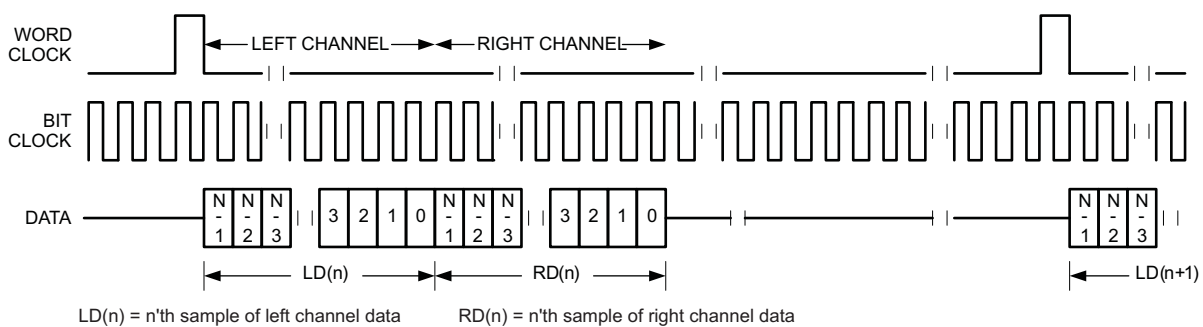 WORD
CLOCK
LEFT CHANNEL
RIGHT CHANNEL
BIT
CLOCK
DATA
N-1 N-2 N-3 3 2 1 0 N-1 N-2 N-3 3 2 1 0 N-1 N-2 N-3
LD(n) RD(n) LD(n+1)
LD(n) = n'th sample of left channel data RD(n) = n'th sample of right channel data